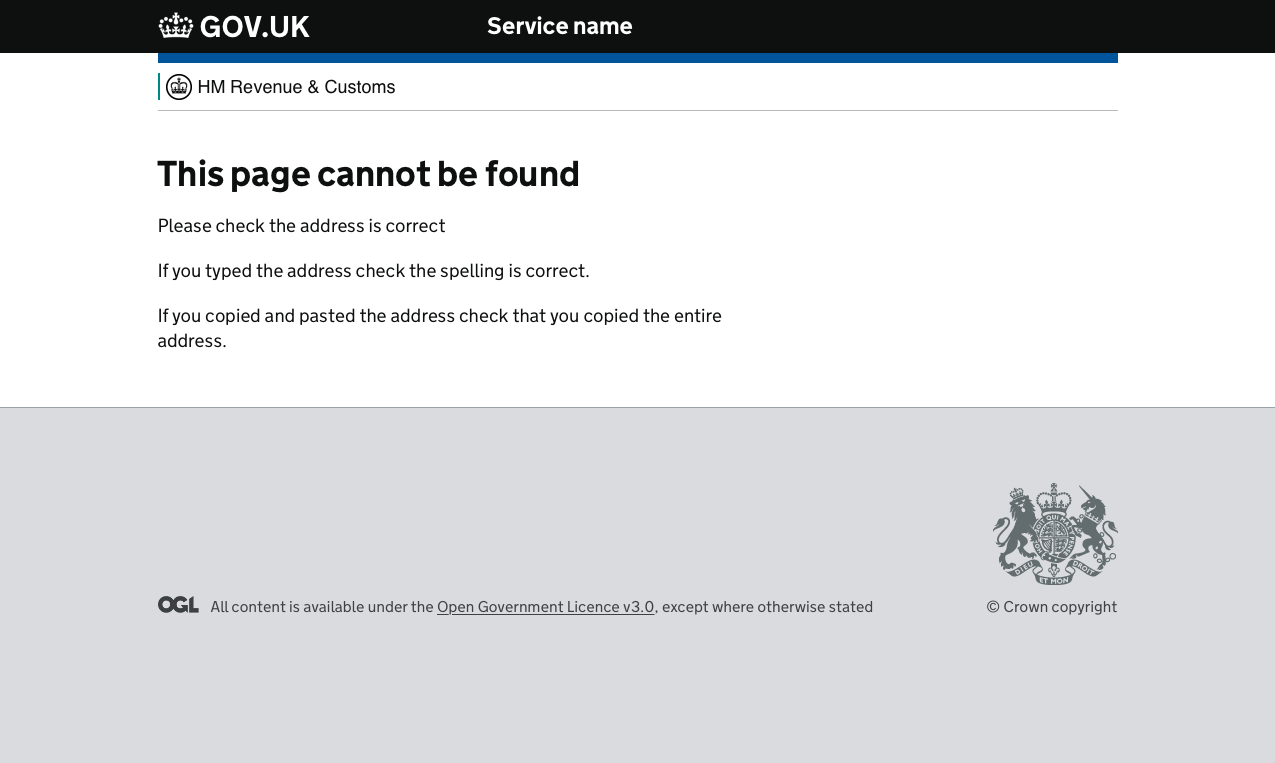 GOV.UK Service name
HM Revenue & Customs
This page cannot be found
Please check the address is correct
If you typed the address check the spelling is correct.
If you copied and pasted the address check that you copied the entire
address.
DIEU ET MON DROIT
OGL All content is available under the Open Government Licence v3.0, except where otherwise stated
© Crown copyright